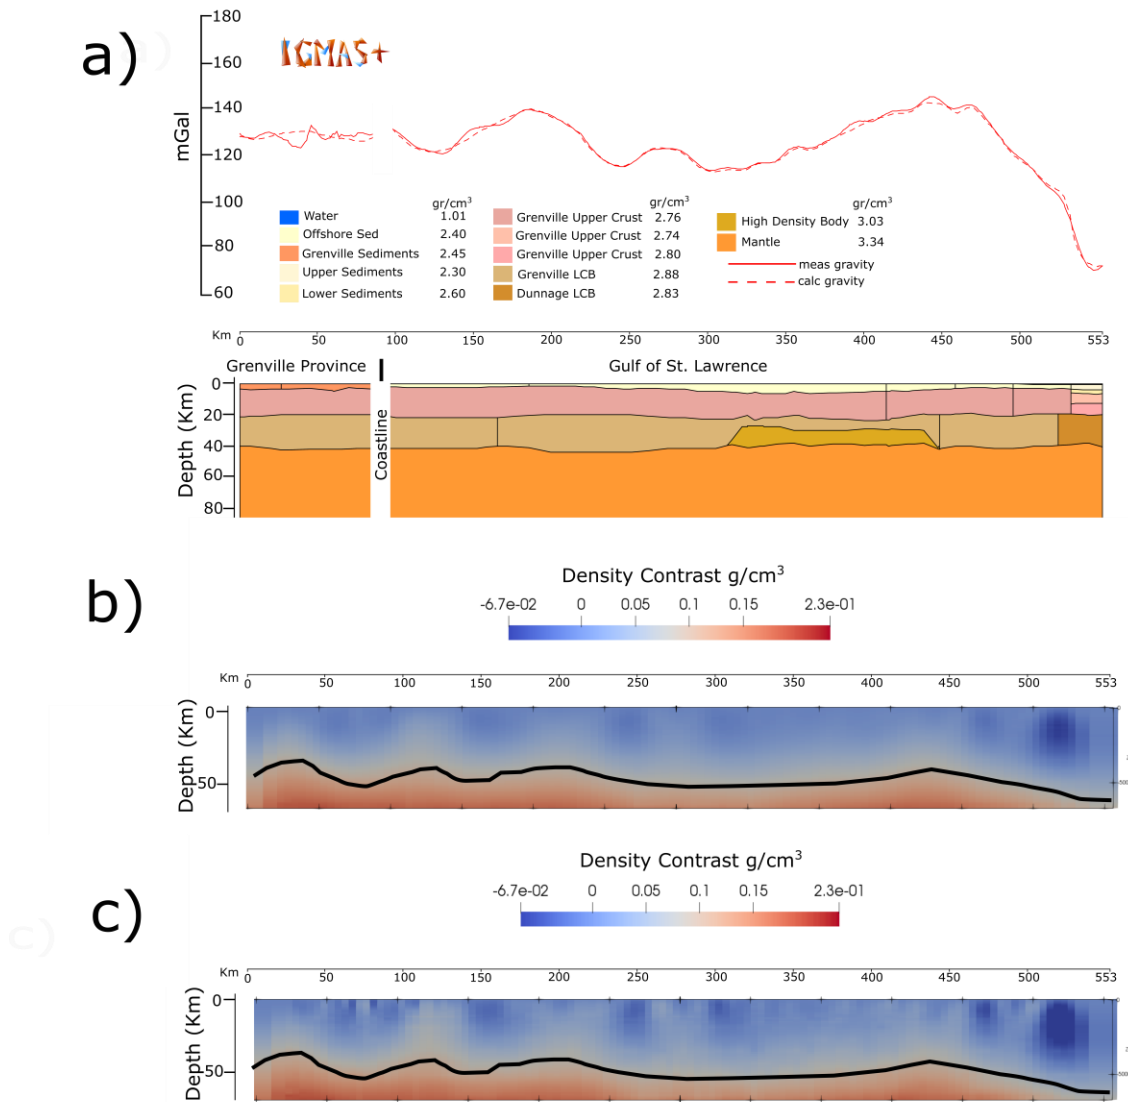 a)
IGMAS+
mGal
180
160
140
120
100
80
60
gr/cm³
Water 1.01
Offshore Sed 2.40
Grenville Sediments 2.45
Upper Sediments 2.30
Lower Sediments 2.60
gr/cm³
Grenville Upper Crust 2.76
Grenville Upper Crust 2.74
Grenville Upper Crust 2.80
Grenville LCB 2.88
Dunnage LCB 2.83
gr/cm³
High Density Body 3.03
Mantle 3.34
meas gravity
calc gravity
Km 0 50 100 150 200 250 300 350 400 450 500 553
Grenville Province Gulf of St. Lawrence
Coastline
Depth (Km)
0
20
40
60
80
b)
Density Contrast g/cm³
-6.7e-02 0 0.05 0.1 0.15 2.3e-01
Km 0 50 100 150 200 250 300 350 400 450 500 553
Depth (Km)
0
50
c)
c)
Density Contrast g/cm³
-6.7e-02 0 0.05 0.1 0.15 2.3e-01
Km 0 50 100 150 200 250 300 350 400 450 500 553
Depth (Km)
0
50